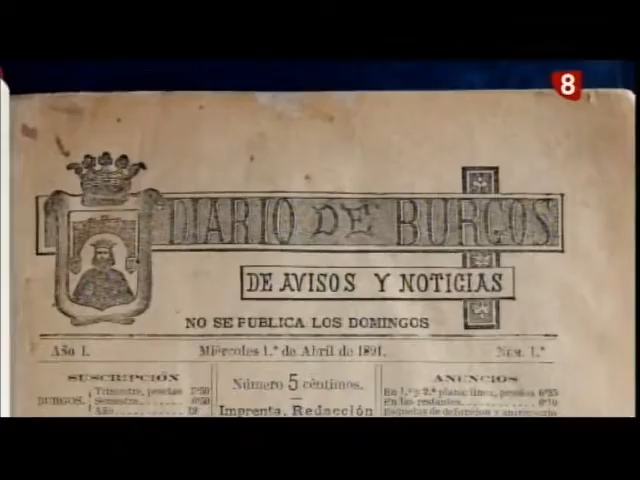 8
DIARIO DE BURGOS
DE AVISOS Y NOTICIAS
NO SE PUBLICA LOS DOMINGOS
Año I.
Miércoles 1.º de Abril de 1891.
Núm. 1.º
SUSCRIPCIÓN
BURGOS.
Trimestre, pesetas
Semestre
Año
Número 5 céntimos.
Imprenta, Redacción
ANUNCIOS
En 1.ª y 2.ª plana: línea, pesetas
En las restantes
Esquelas de defunción y aniversario